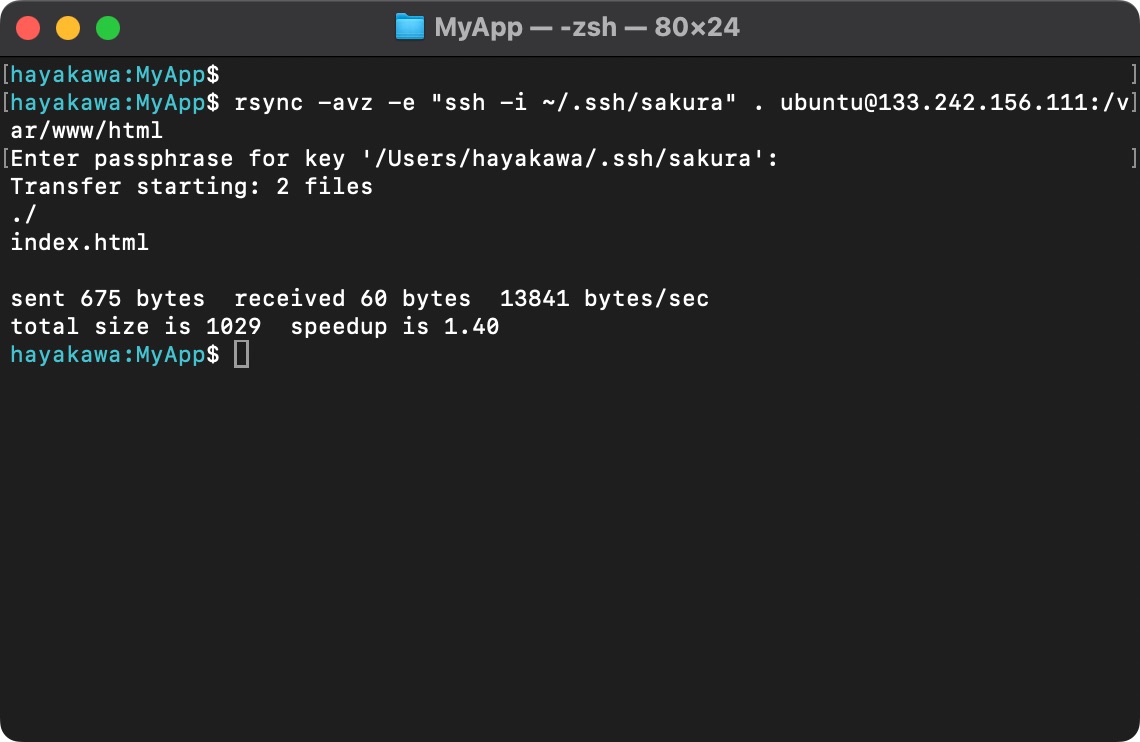 MyApp — -zsh — 80×24
[hayakawa:MyApp$ ]
[hayakawa:MyApp$ rsync -avz -e "ssh -i ~/.ssh/sakura" . ubuntu@133.242.156.111:/v]
ar/www/html
[Enter passphrase for key '/Users/hayakawa/.ssh/sakura': ]
Transfer starting: 2 files
./
index.html
sent 675 bytes  received 60 bytes  13841 bytes/sec
total size is 1029  speedup is 1.40
hayakawa:MyApp$